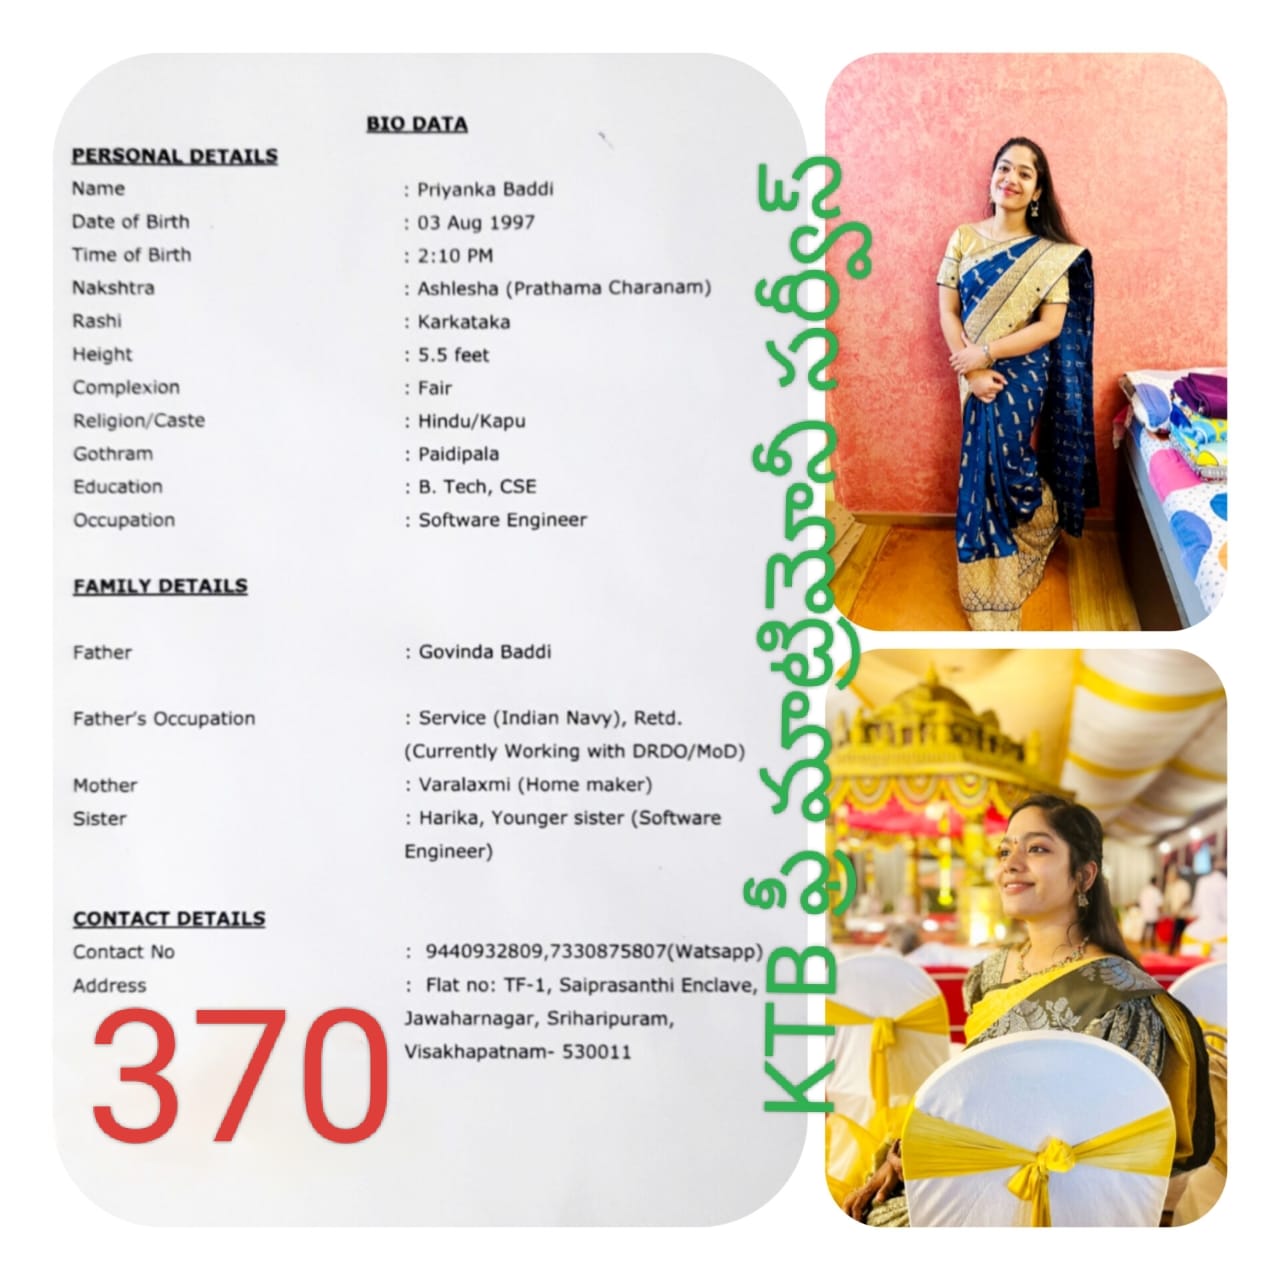 BIO DATA
PERSONAL DETAILS
Name : Priyanka Baddi
Date of Birth : 03 Aug 1997
Time of Birth : 2:10 PM
Nakshtra : Ashlesha (Prathama Charanam)
Rashi : Karkataka
Height : 5.5 feet
Complexion : Fair
Religion/Caste : Hindu/Kapu
Gothram : Paidipala
Education : B. Tech, CSE
Occupation : Software Engineer
FAMILY DETAILS
Father : Govinda Baddi
Father's Occupation : Service (Indian Navy), Retd.
(Currently Working with DRDO/MoD)
Mother : Varalaxmi (Home maker)
Sister : Harika, Younger sister (Software
Engineer)
CONTACT DETAILS
Contact No : 9440932809,7330875807(Watsapp)
Address : Flat no: TF-1, Saiprasanthi Enclave,
Jawaharnagar, Sriharipuram,
Visakhapatnam- 530011
370
KTB ఫ్రీ మాట్రిమోనీ సర్వీస్